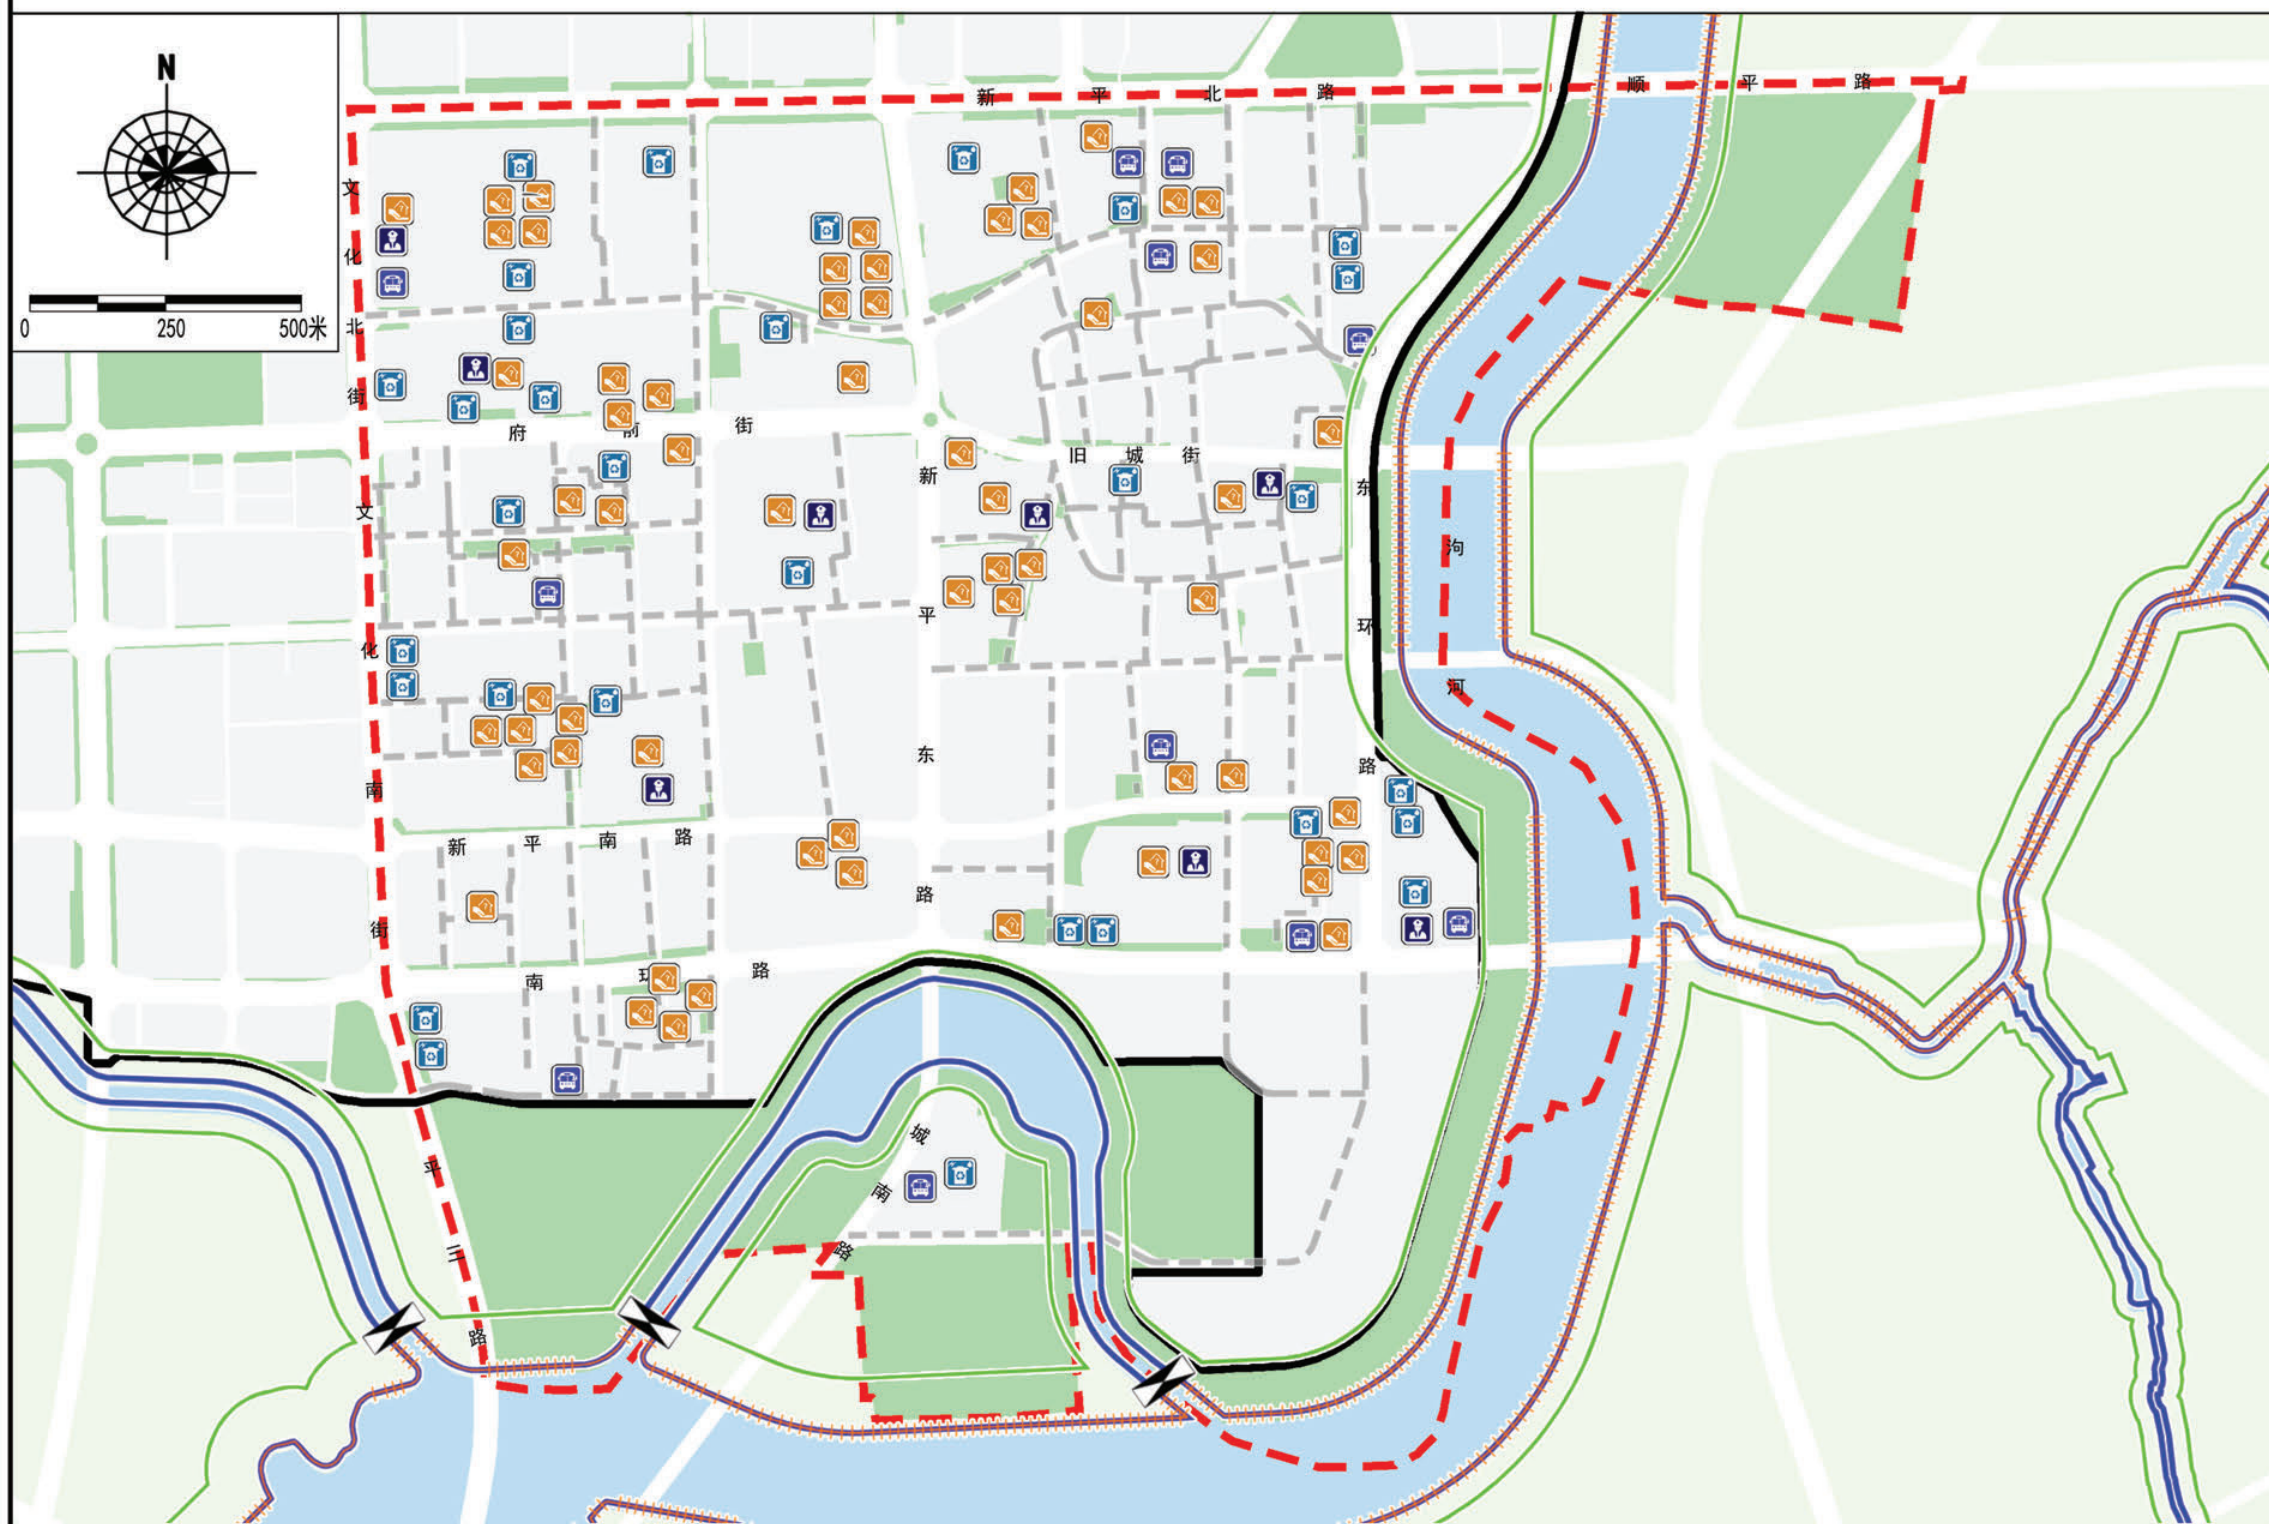 N
0 250 500米
新平北路
顺平路
文化北街
府前街
旧城街
文化南街
新平东路
东环路
泃河
新平南路
南环路
城南路
平三路